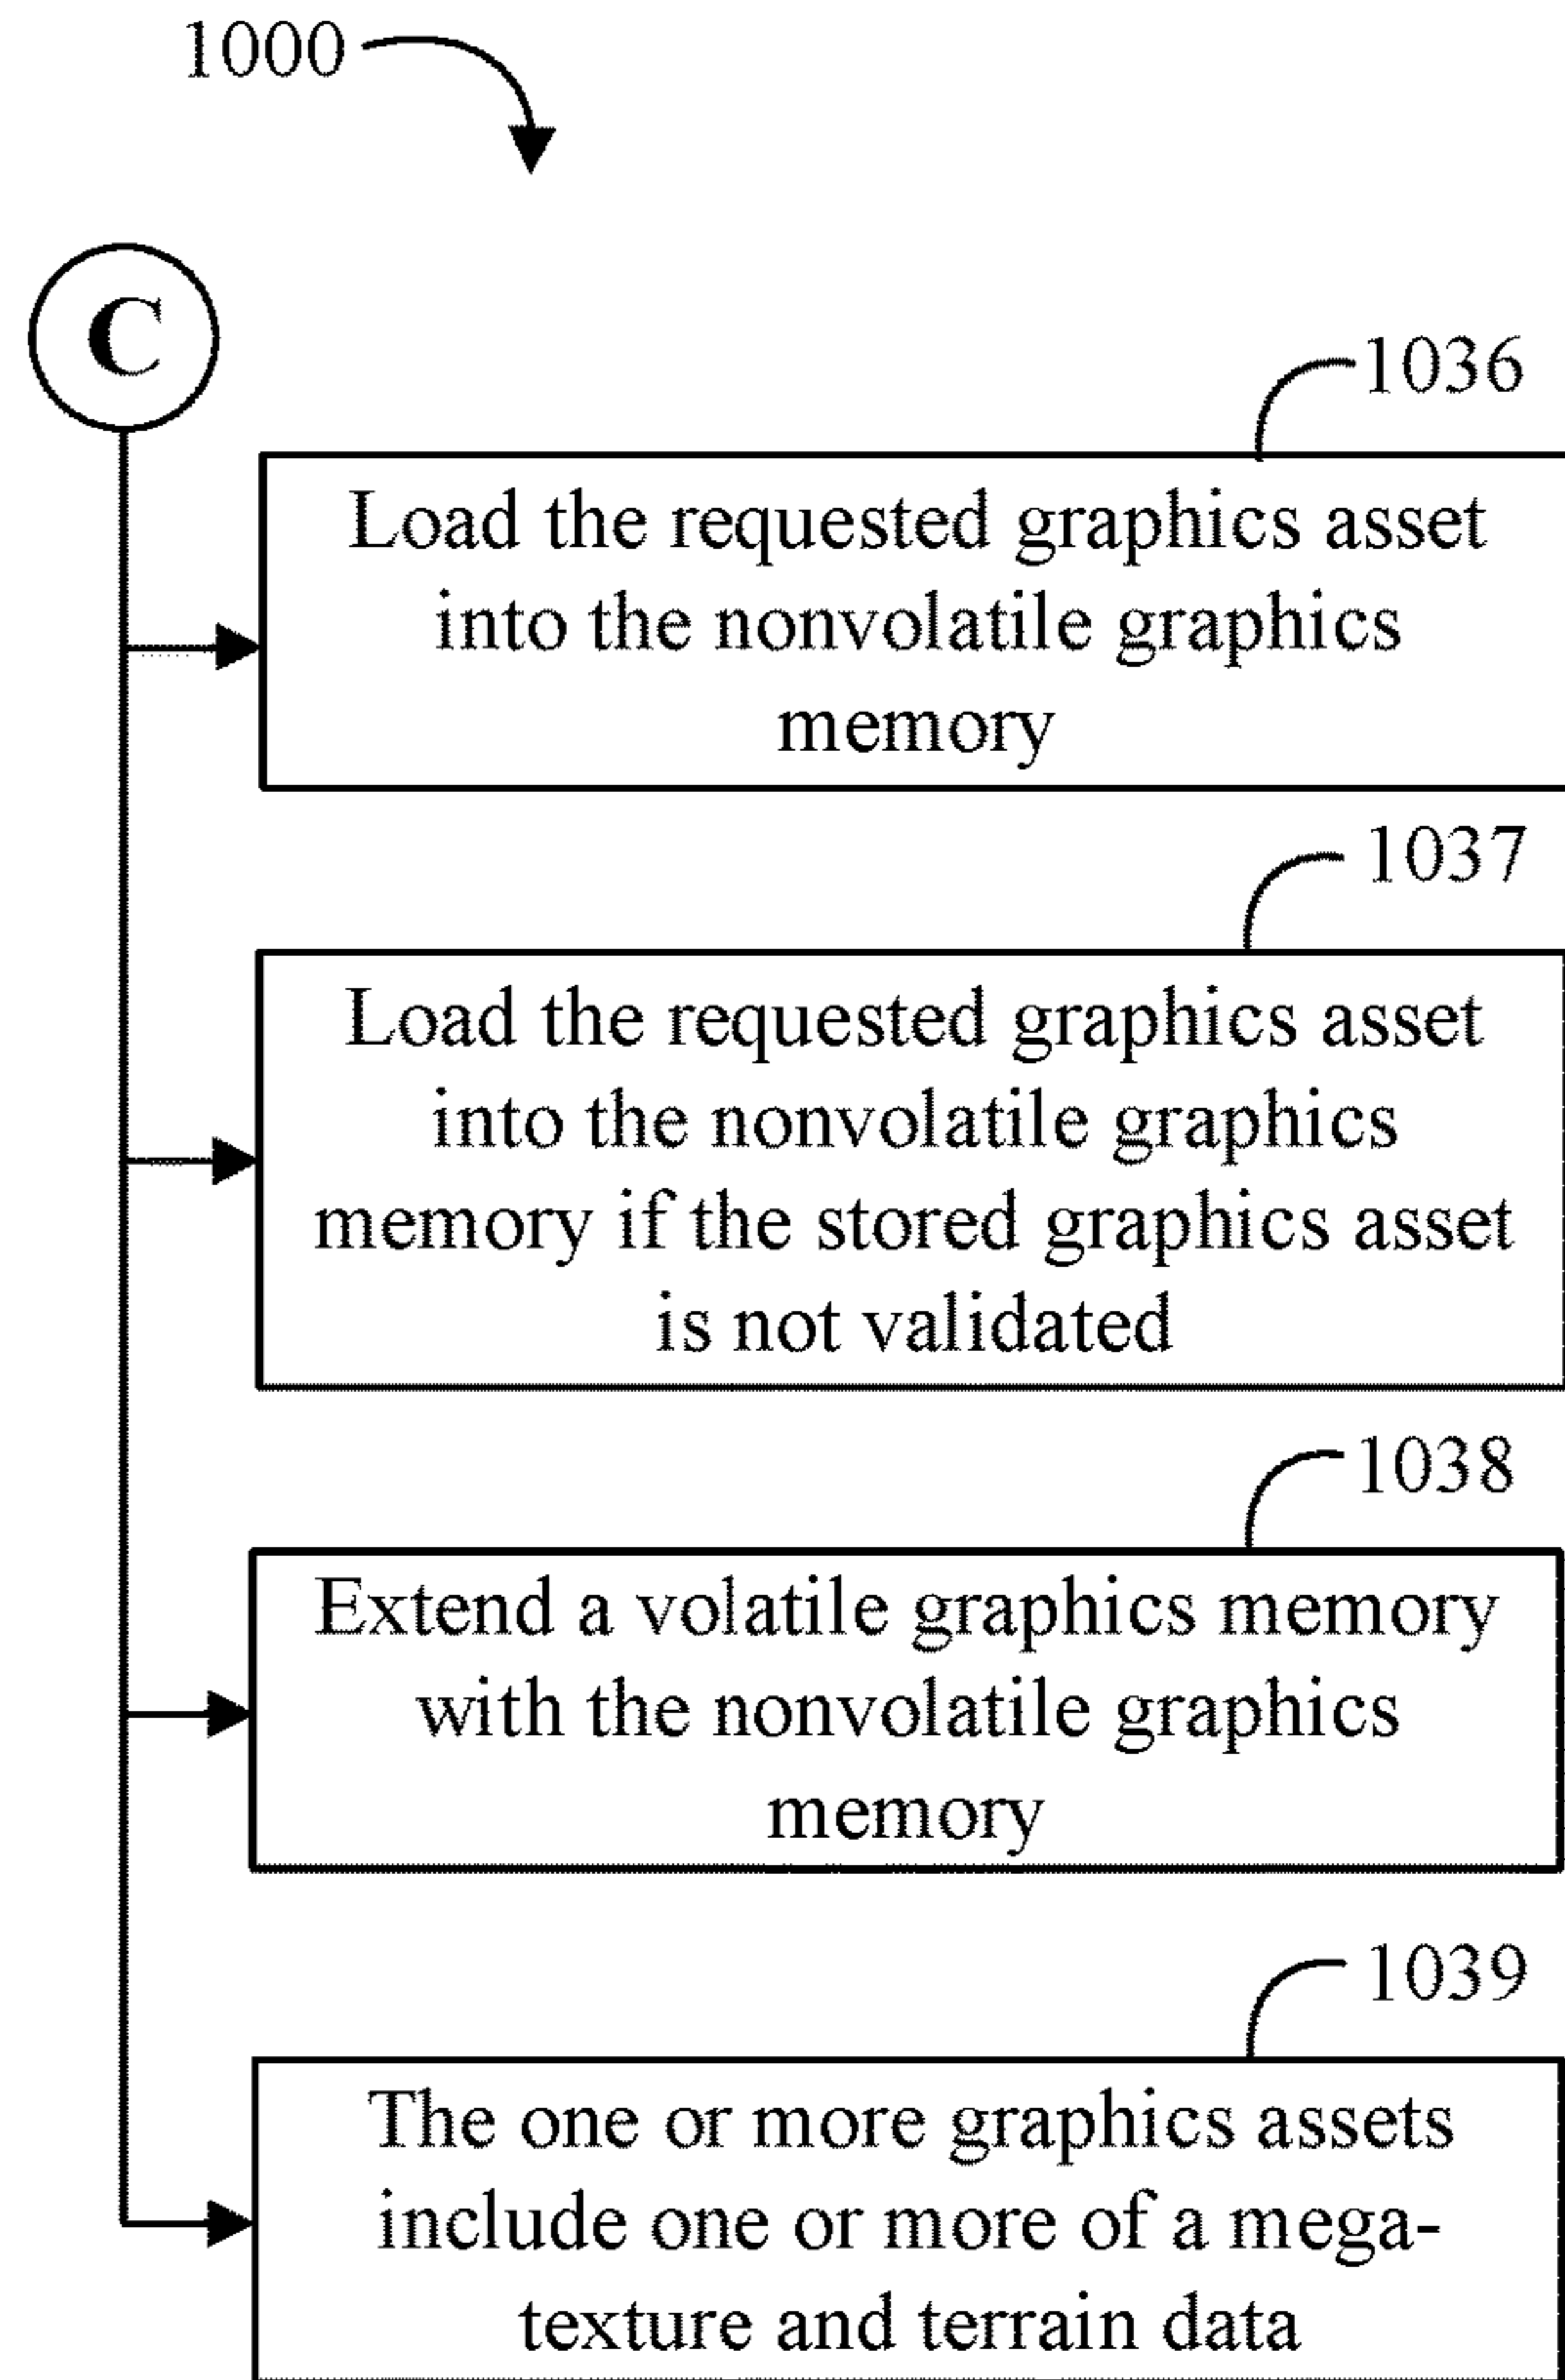 1000
C
1036
Load the requested graphics asset
into the nonvolatile graphics
memory
1037
Load the requested graphics asset
into the nonvolatile graphics
memory if the stored graphics asset
is not validated
1038
Extend a volatile graphics memory
with the nonvolatile graphics
memory
1039
The one or more graphics assets
include one or more of a mega-
texture and terrain data